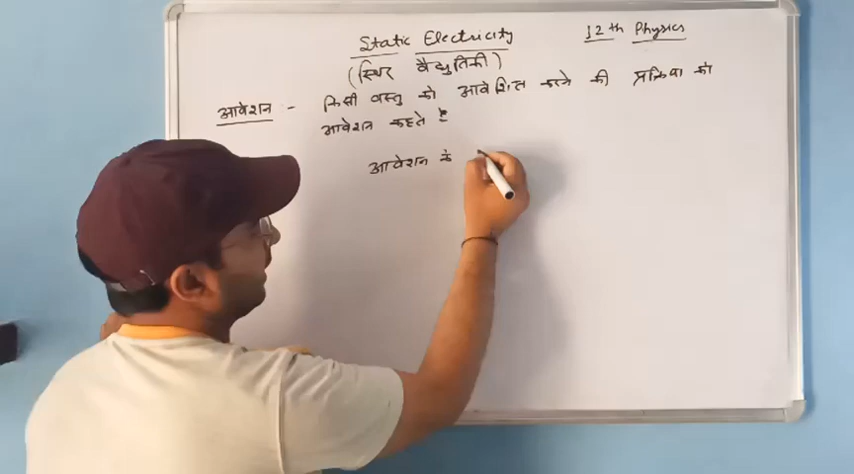 Static Electricity 12th Physics
(स्थिर वैद्युतिकी)
आवेशन - किसी वस्तु को आवेशित करने की प्रक्रिया को
आवेशन कहते है
आवेशन के